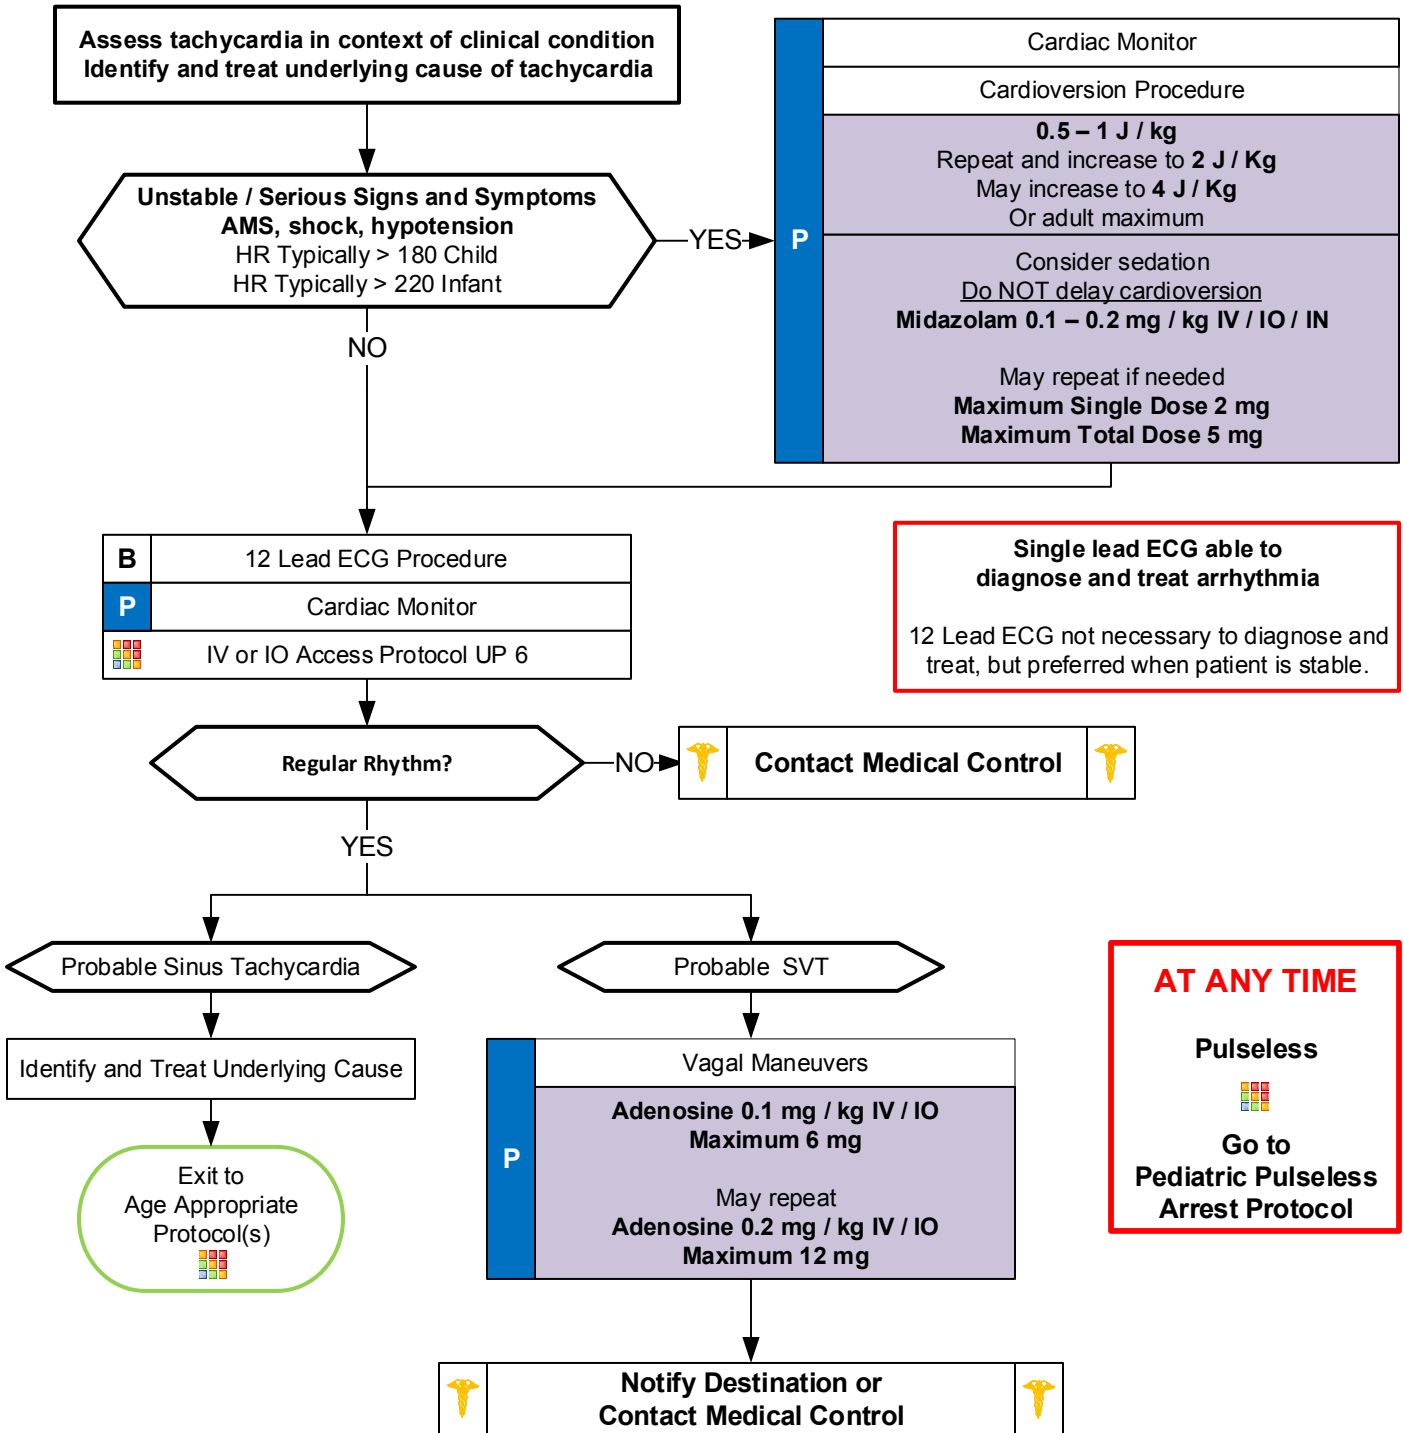 Assess tachycardia in context of clinical condition
Identify and treat underlying cause of tachycardia
Unstable / Serious Signs and Symptoms
AMS, shock, hypotension
HR Typically > 180 Child
HR Typically > 220 Infant
YES
NO
P
Cardiac Monitor
Cardioversion Procedure
0.5 – 1 J / kg
Repeat and increase to 2 J / Kg
May increase to 4 J / Kg
Or adult maximum
Consider sedation
Do NOT delay cardioversion
Midazolam 0.1 – 0.2 mg / kg IV / IO / IN
May repeat if needed
Maximum Single Dose 2 mg
Maximum Total Dose 5 mg
B
12 Lead ECG Procedure
P
Cardiac Monitor
IV or IO Access Protocol UP 6
Single lead ECG able to
diagnose and treat arrhythmia
12 Lead ECG not necessary to diagnose and
treat, but preferred when patient is stable.
Regular Rhythm?
NO
Contact Medical Control
YES
Probable Sinus Tachycardia
Identify and Treat Underlying Cause
Exit to
Age Appropriate
Protocol(s)
Probable SVT
P
Vagal Maneuvers
Adenosine 0.1 mg / kg IV / IO
Maximum 6 mg
May repeat
Adenosine 0.2 mg / kg IV / IO
Maximum 12 mg
Notify Destination or
Contact Medical Control
AT ANY TIME
Pulseless
Go to
Pediatric Pulseless
Arrest Protocol